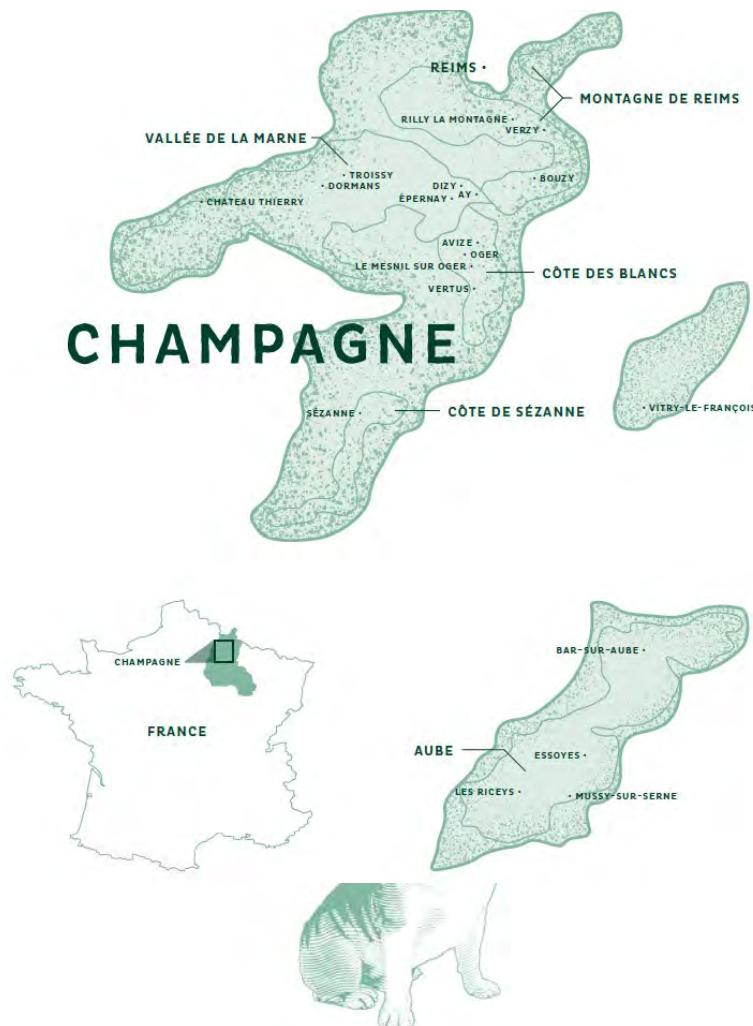 REIMS
MONTAGNE DE REIMS
RILLY LA MONTAGNE
VERZY
VALLÉE DE LA MARNE
TROISSY
DORMANS
BOUZY
DIZY
AY
ÉPERNAY
CHATEAU THIERRY
AVIZE
OGER
LE MESNIL SUR OGER
CÔTE DES BLANCS
VERTUS
CHAMPAGNE
SÉZANNE
CÔTE DE SÉZANNE
VITRY-LE-FRANÇOIS
BAR-SUR-AUBE
CHAMPAGNE
FRANCE
AUBE
ESSOYES
LES RICEYS
MUSSY-SUR-SERNE